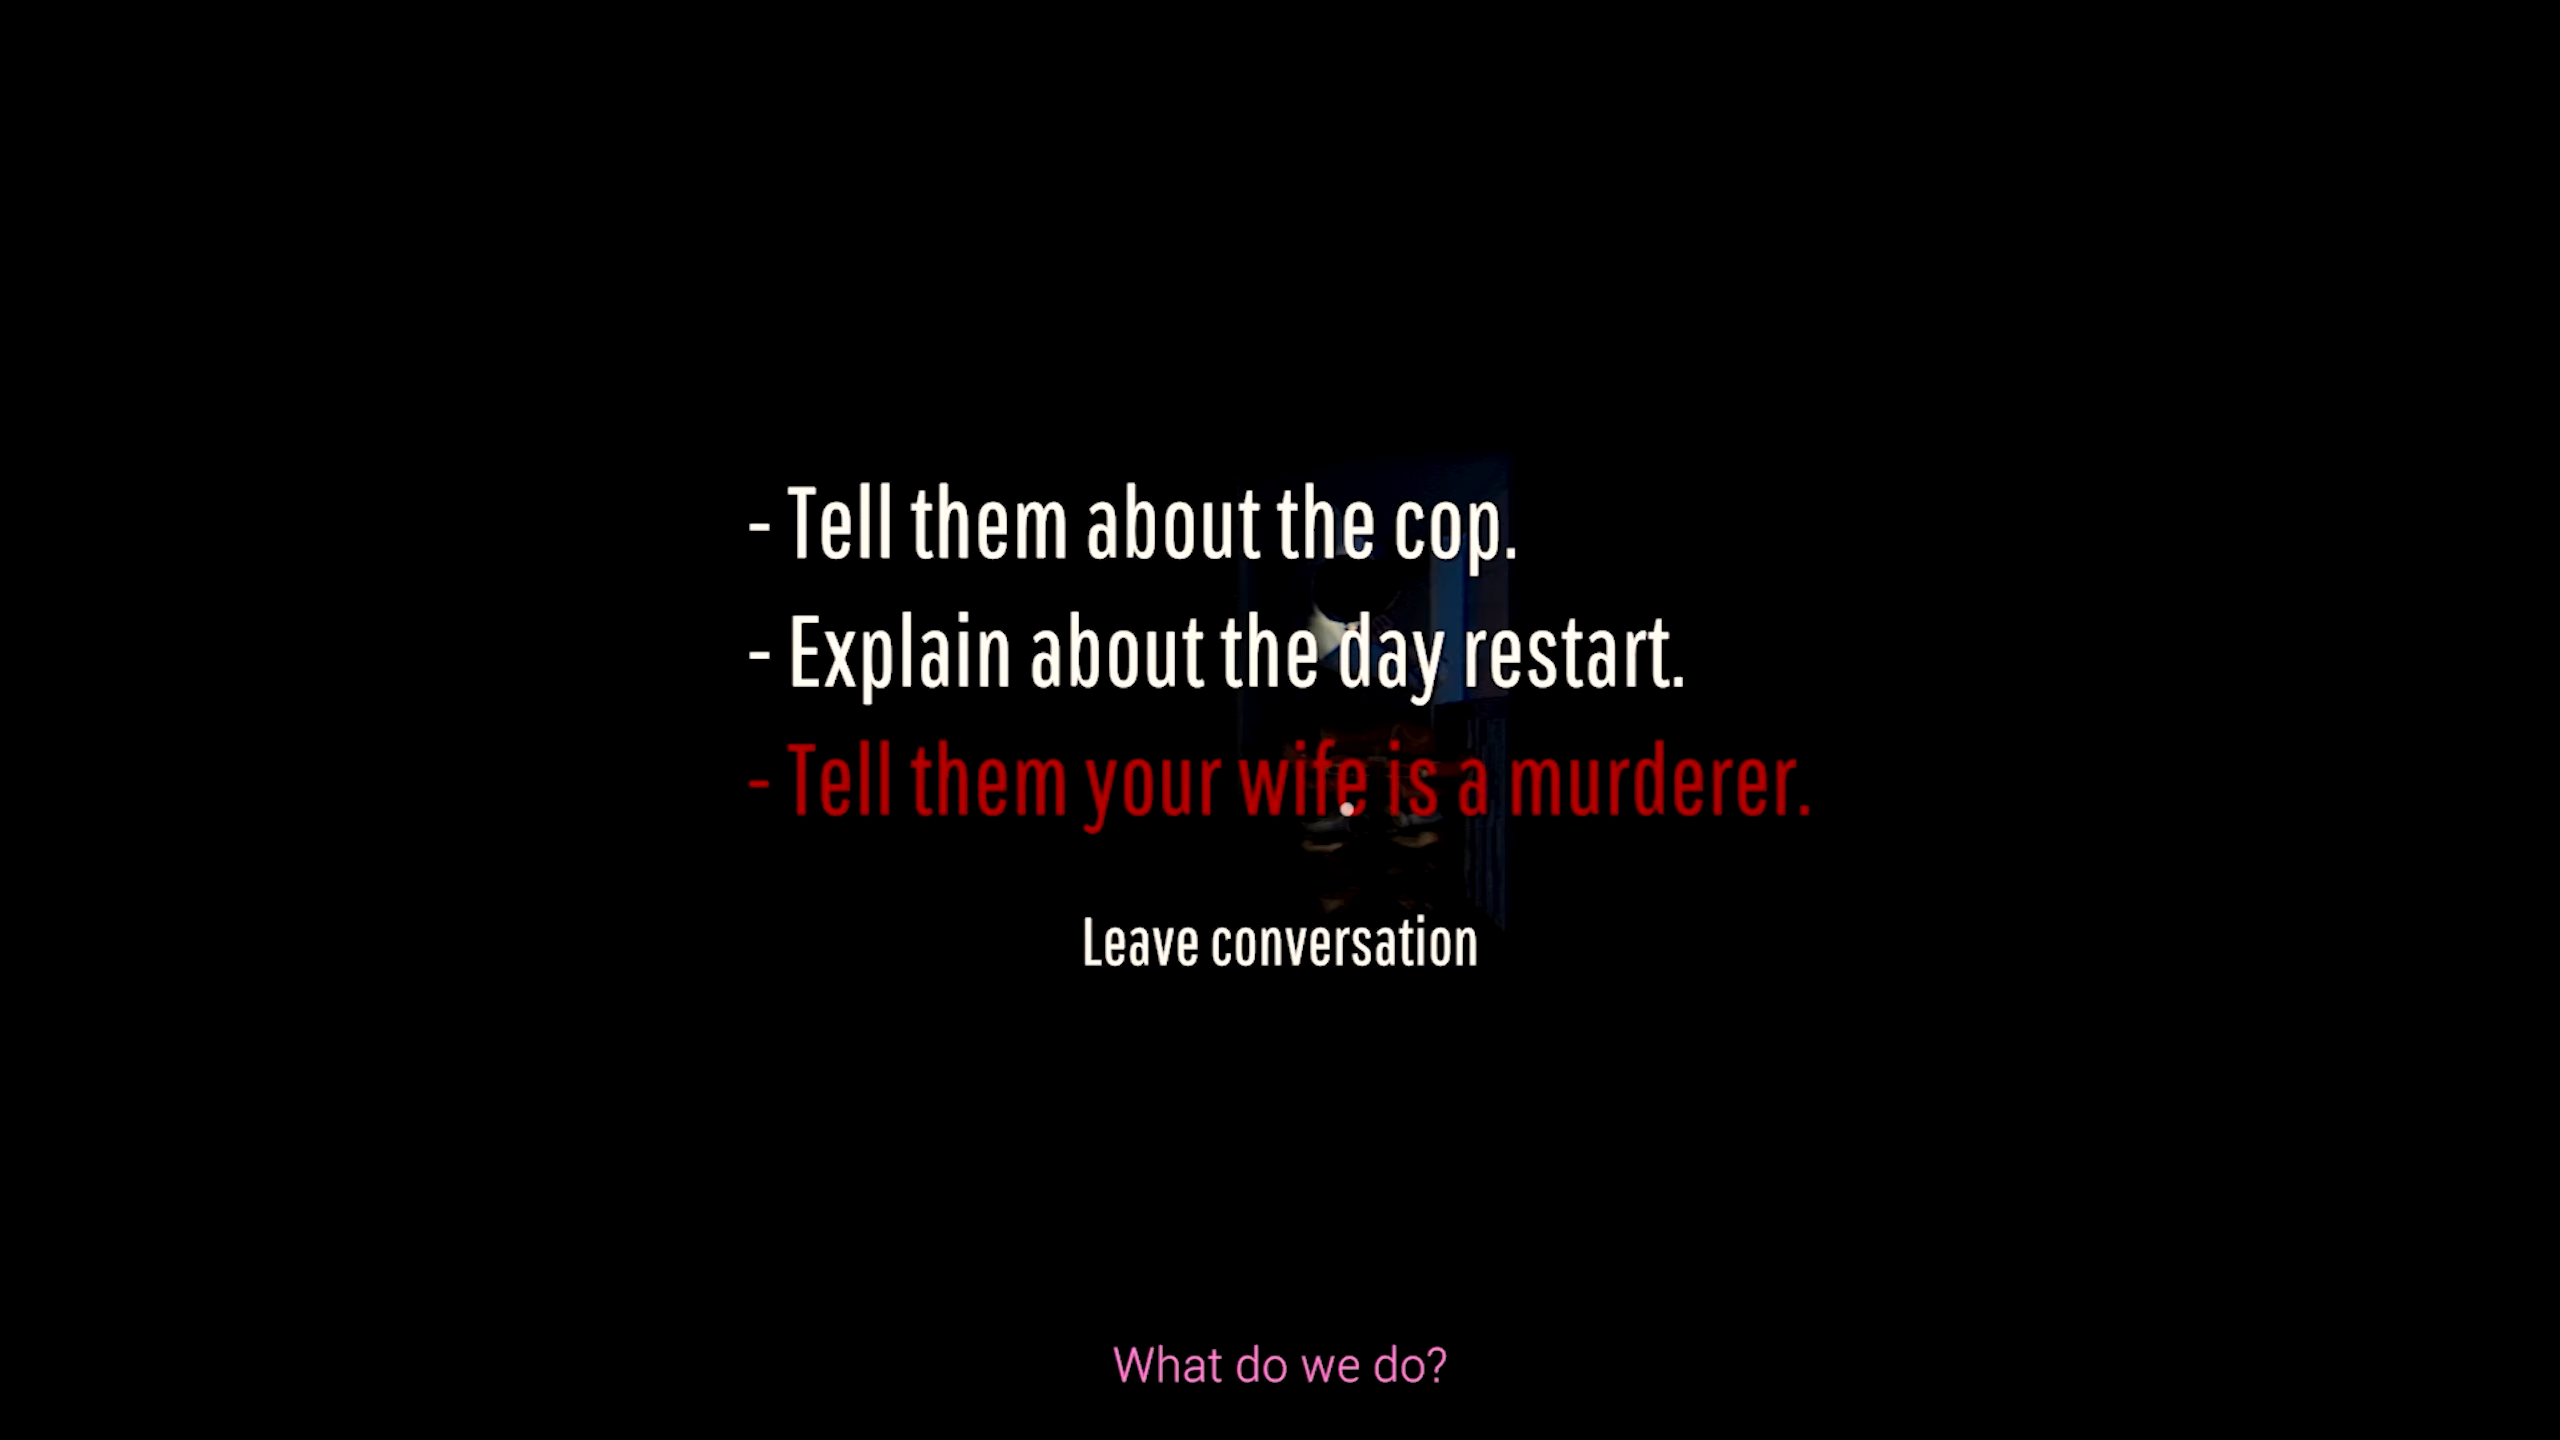 - Tell them about the cop.
- Explain about the day restart.
- Tell them your wife is a murderer.
Leave conversation
What do we do?